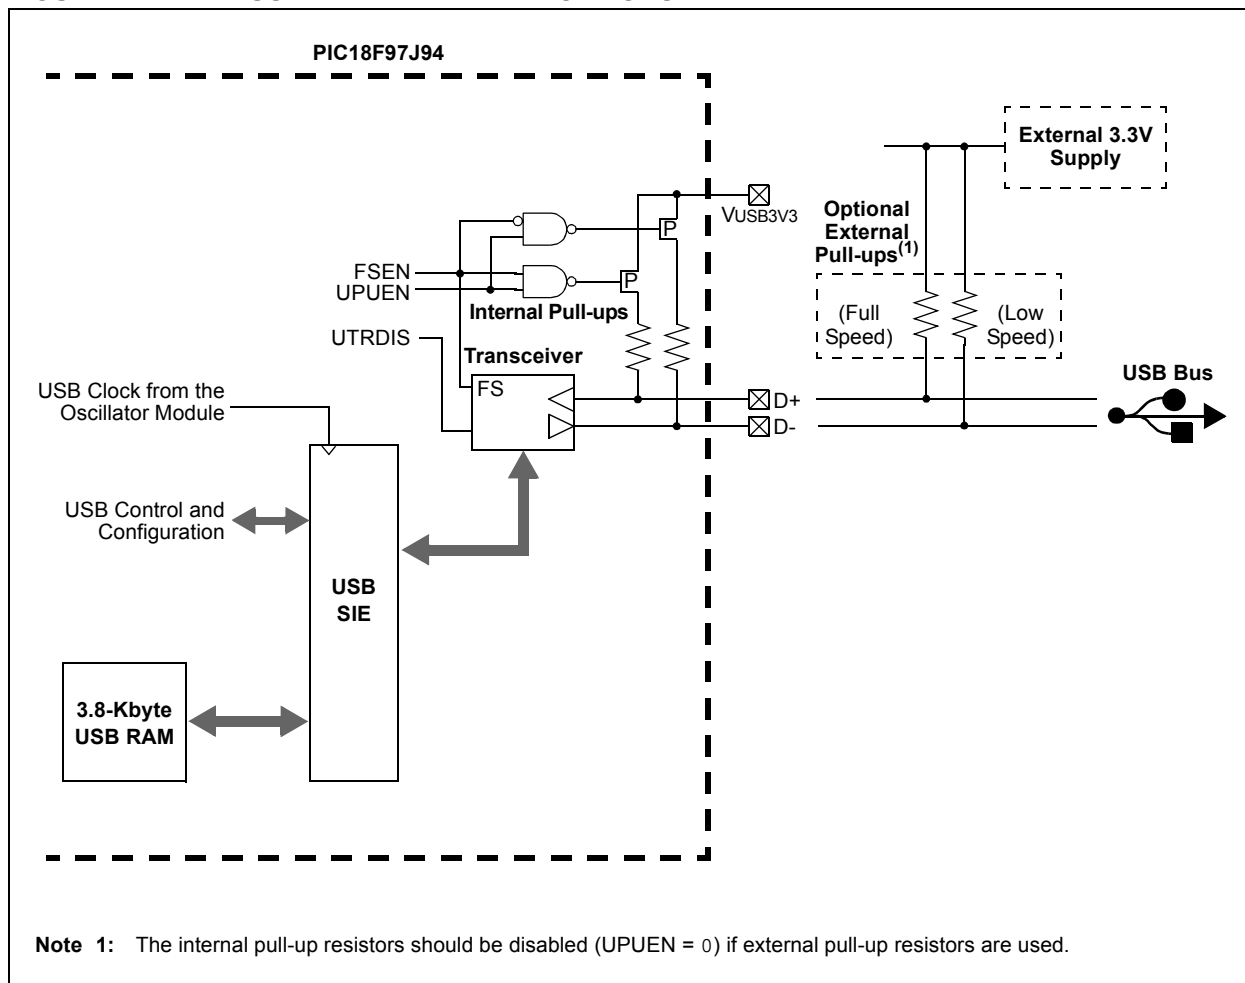 PIC18F97J94
External 3.3V
Supply
Optional
External
Pull-ups(1)
VUSB3V3
P
FSEN
P
UPUEN
Internal Pull-ups
(Full
Speed)
(Low
Speed)
UTRDIS
Transceiver
FS
USB Clock from the
Oscillator Module
D+
D-
USB Bus
USB Control and
Configuration
USB
SIE
3.8-Kbyte
USB RAM
Note 1: The internal pull-up resistors should be disabled (UPUEN = 0) if external pull-up resistors are used.